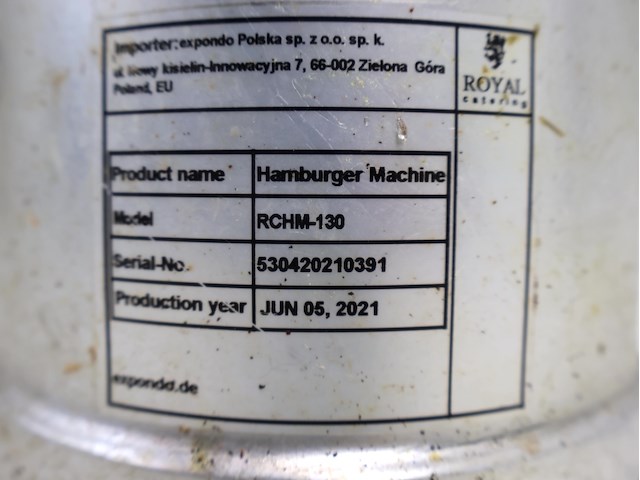 Importer: expondo Polska sp. z o.o. sp. k.
ul. Nowy kisielin-Innowacyjna 7, 66-002 Zielona Góra
Poland, EU
ROYAL
catering
Product name Hamburger Machine
Model RCHM-130
Serial-No. 530420210391
Production year JUN 05, 2021
expondo.de